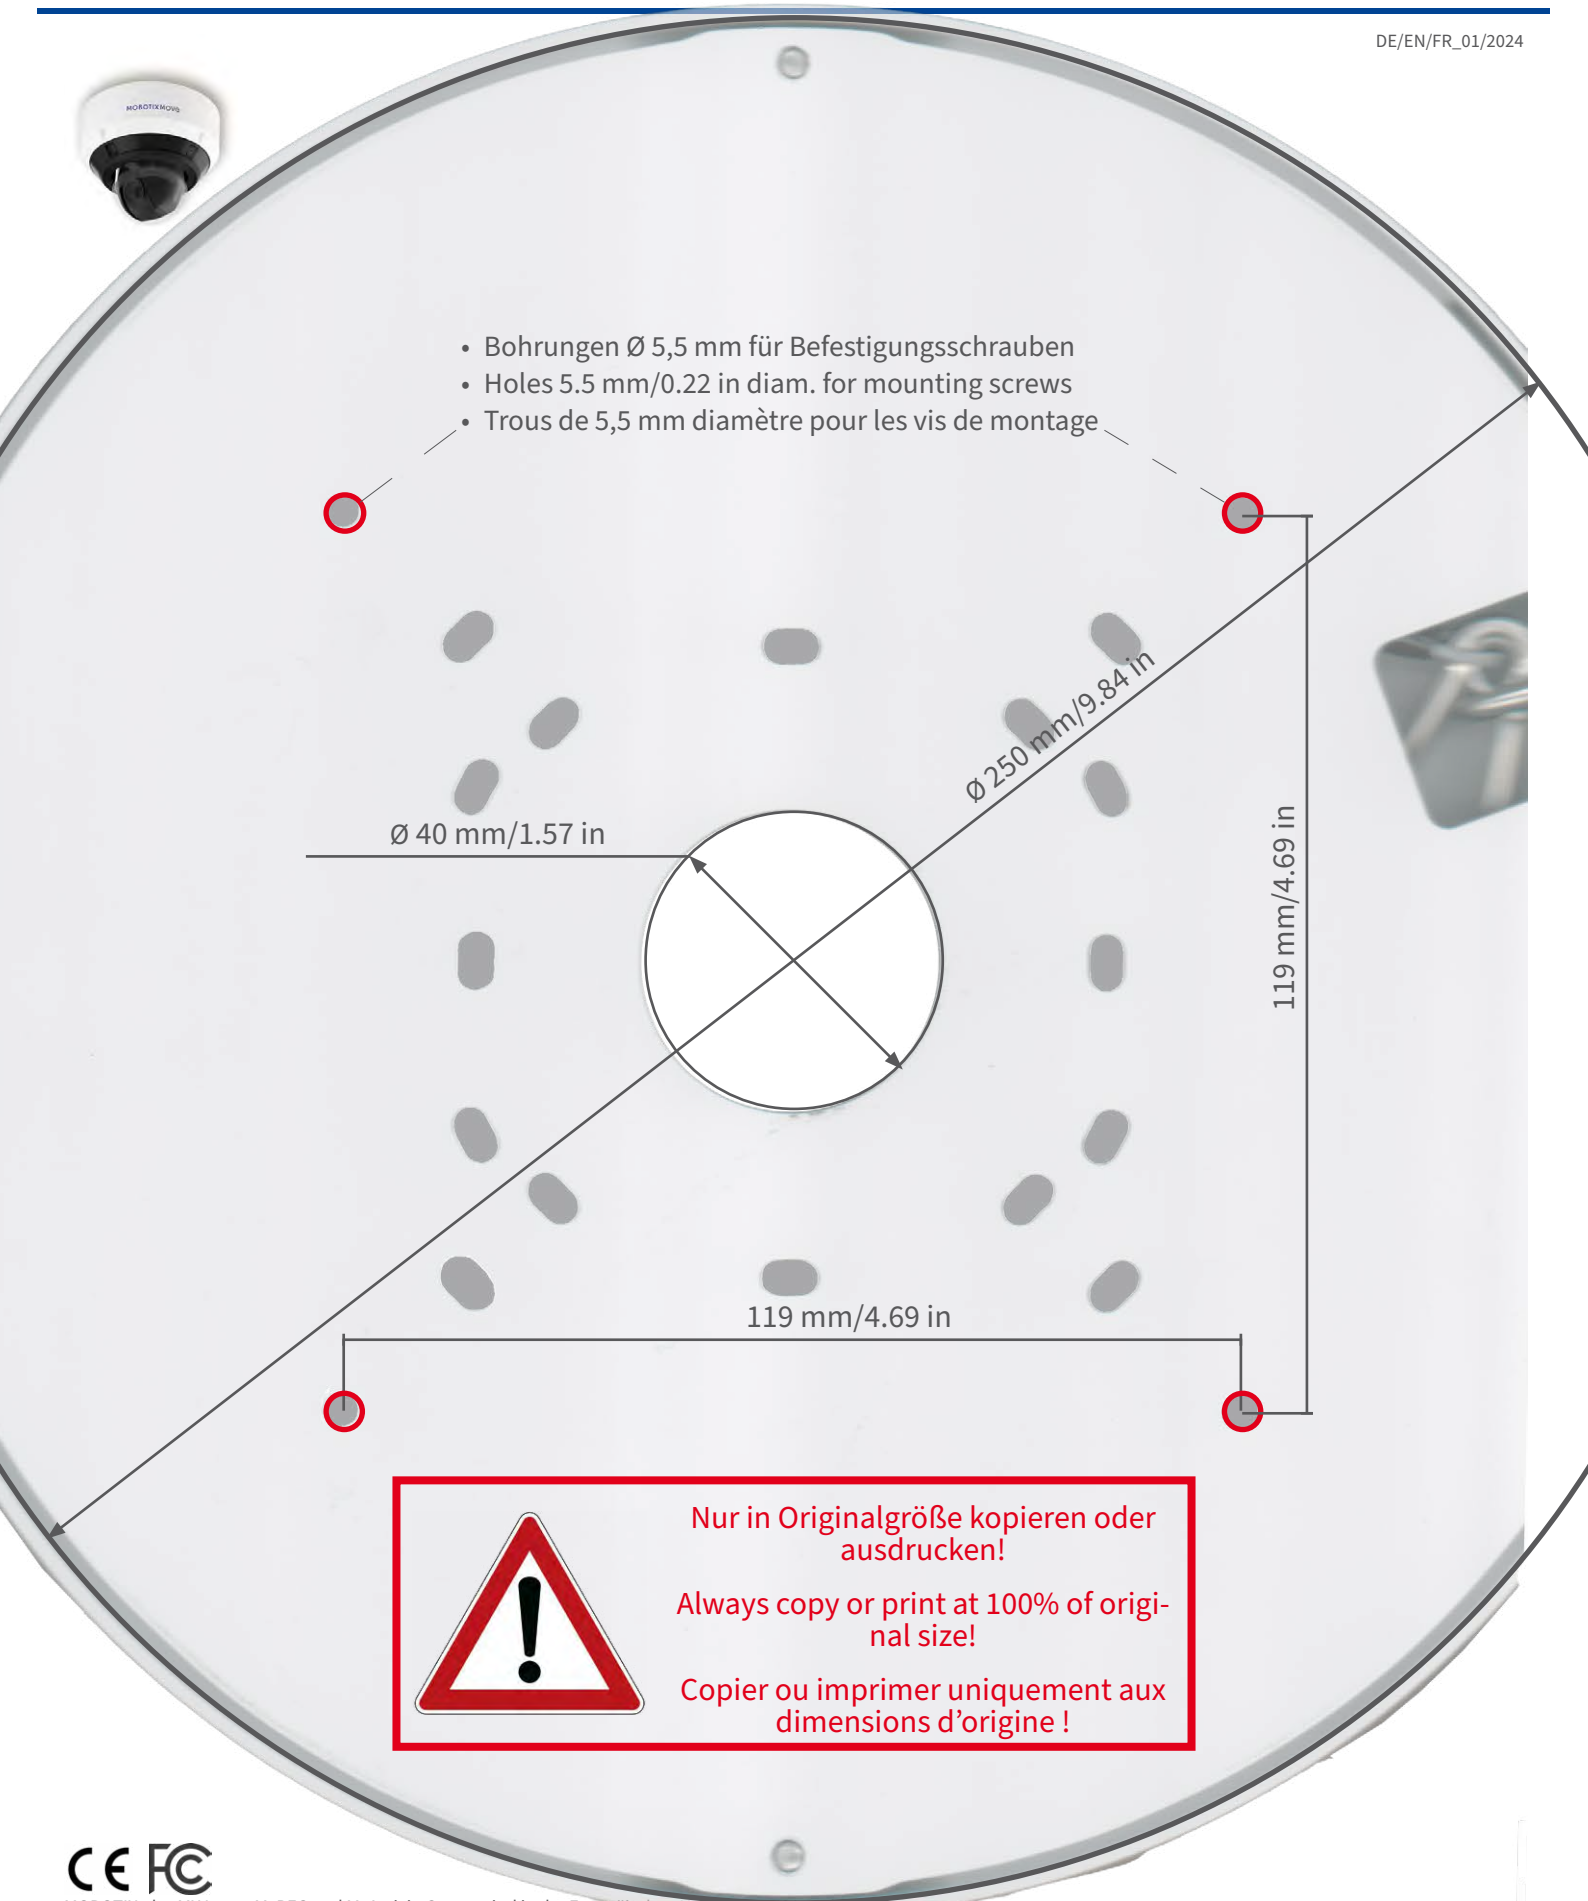 DE/EN/FR_01/2024
MOBOTIX MOVE
• Bohrungen Ø 5,5 mm für Befestigungsschrauben
• Holes 5.5 mm/0.22 in diam. for mounting screws
• Trous de 5,5 mm diamètre pour les vis de montage
Ø 250 mm/9.84 in
Ø 40 mm/1.57 in
119 mm/4.69 in
119 mm/4.69 in
Nur in Originalgröße kopieren oder
ausdrucken!
Always copy or print at 100% of origi-
nal size!
Copier ou imprimer uniquement aux
dimensions d’origine !
CE FC